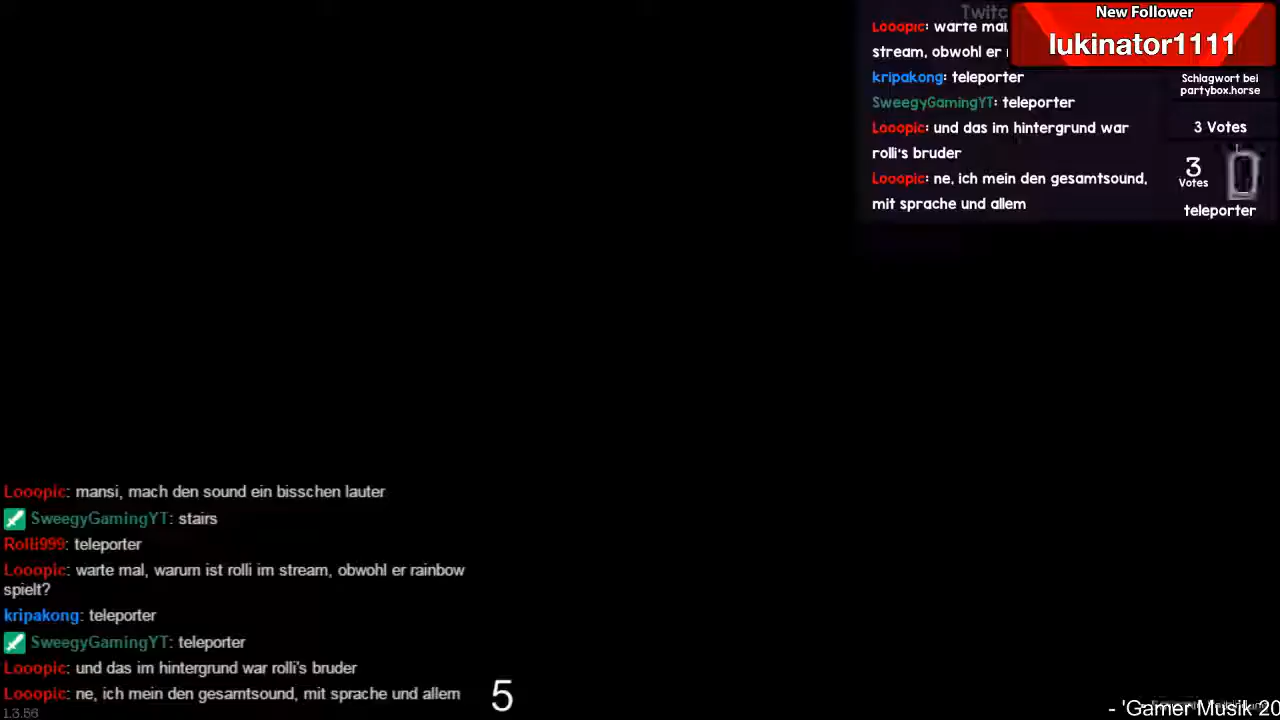 Twitc
New Follower
lukinator1111
Looopic: warte mal,
stream, obwohl er
kripakong: teleporter
SweegyGamingYT: teleporter
Looopic: und das im hintergrund war
rolli's bruder
Looopic: ne, ich mein den gesamtsound,
mit sprache und allem
Schlagwort bei
partybox.horse
3 Votes
3
Votes
teleporter
Looopic: mansi, mach den sound ein bisschen lauter
SweegyGamingYT: stairs
Rolli999: teleporter
Looopic: warte mal, warum ist rolli im stream, obwohl er rainbow
spielt?
kripakong: teleporter
SweegyGamingYT: teleporter
Looopic: und das im hintergrund war rolli's bruder
Looopic: ne, ich mein den gesamtsound, mit sprache und allem
5
1.3.56
- 'Gamer Musik 20